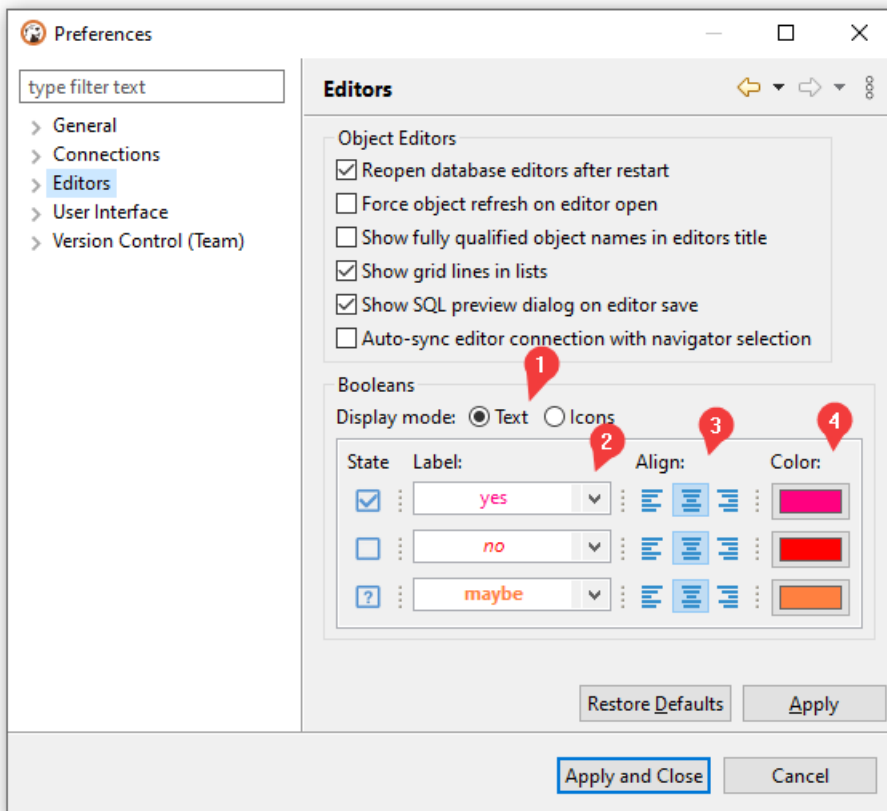 Preferences
type filter text
General
Connections
Editors
User Interface
Version Control (Team)
Editors
Object Editors
Reopen database editors after restart
Force object refresh on editor open
Show fully qualified object names in editors title
Show grid lines in lists
Show SQL preview dialog on editor save
Auto-sync editor connection with navigator selection
1
Booleans
Display mode: Text Icons
2 3 4
State Label: Align: Color:
yes
no
? maybe
Restore Defaults Apply
Apply and Close Cancel